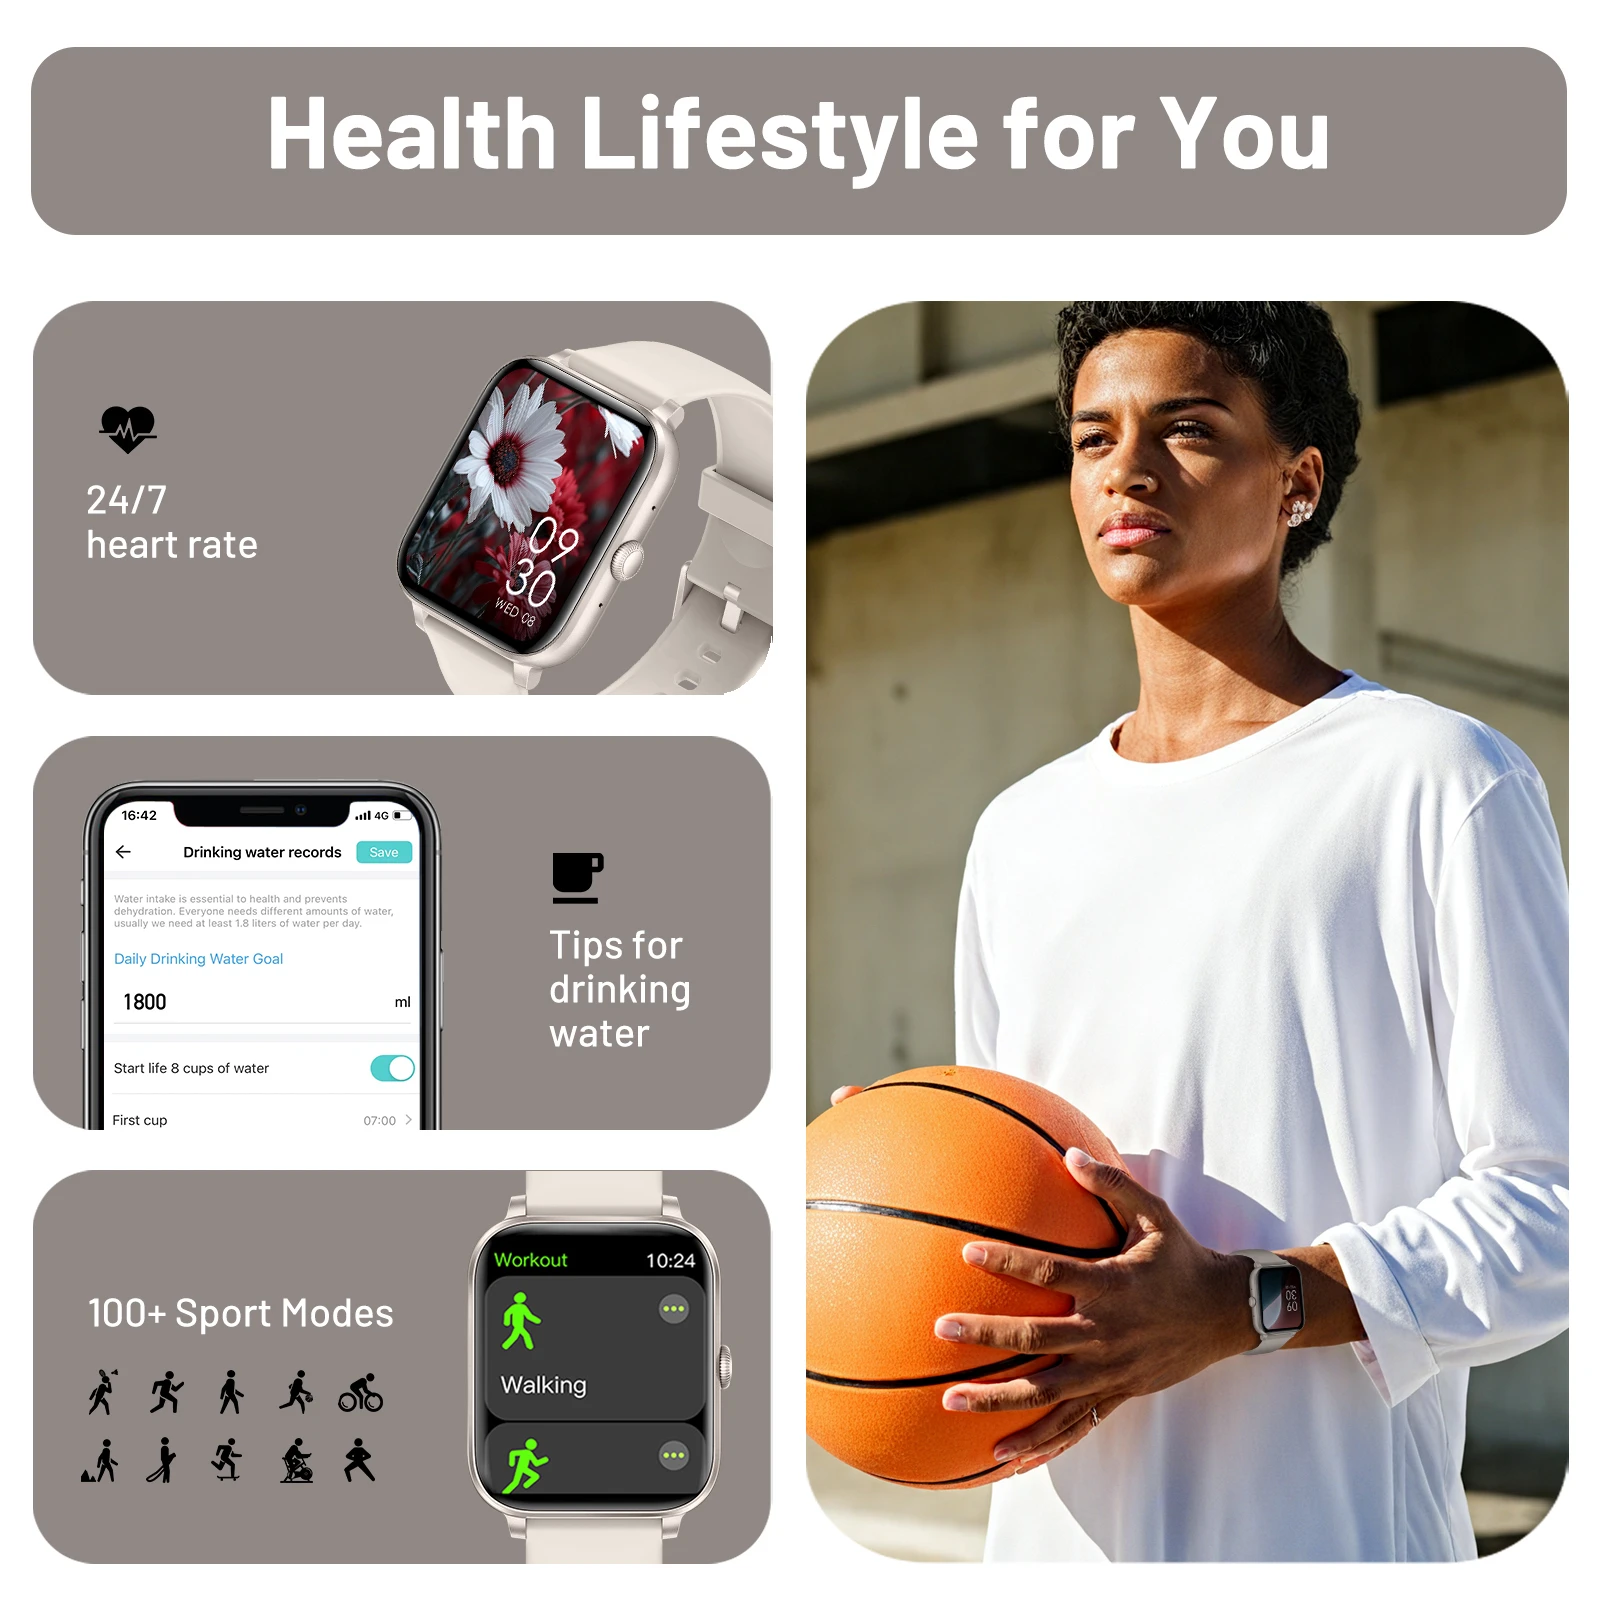 Health Lifestyle for You
24/7
heart rate
09
30
WED 08
16:42
4G
Drinking water records
Save
Water intake is essential to health and prevents
dehydration. Everyone needs different amounts of water,
usually we need at least 1.8 liters of water per day.
Daily Drinking Water Goal
1800 ml
Start life 8 cups of water
First cup 07:00
Tips for
drinking
water
100+ Sport Modes
Workout 10:24
Walking
09
30